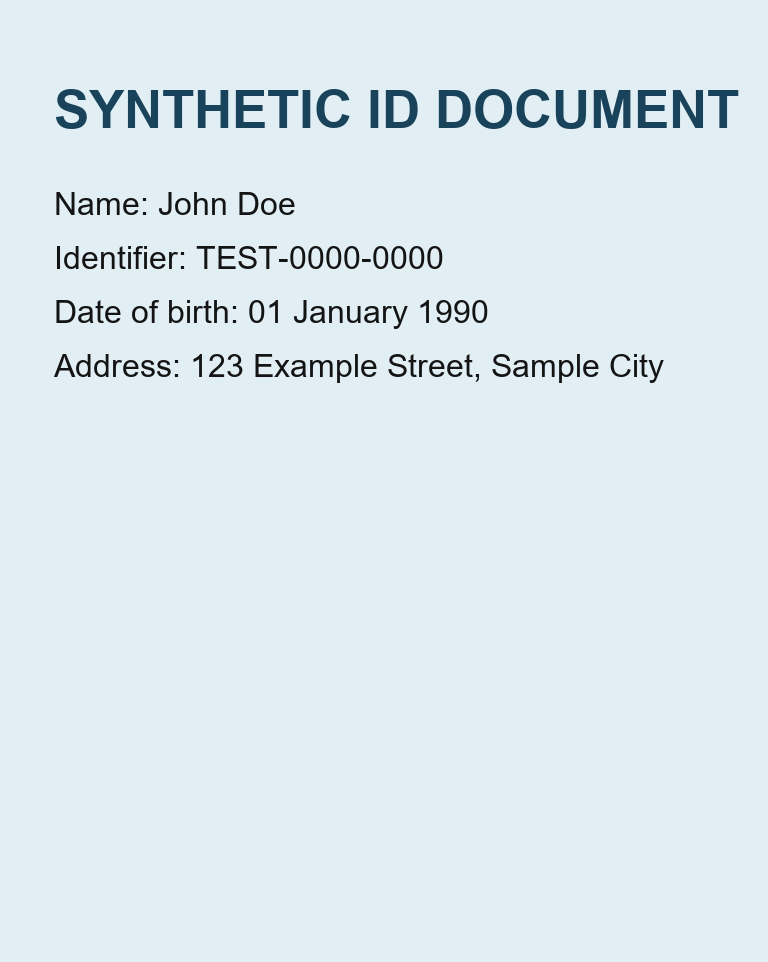 SYNTHETIC ID DOCUMENT
Name: John Doe
Identifier: TEST-0000-0000
Date of birth: 01 January 1990
Address: 123 Example Street, Sample City